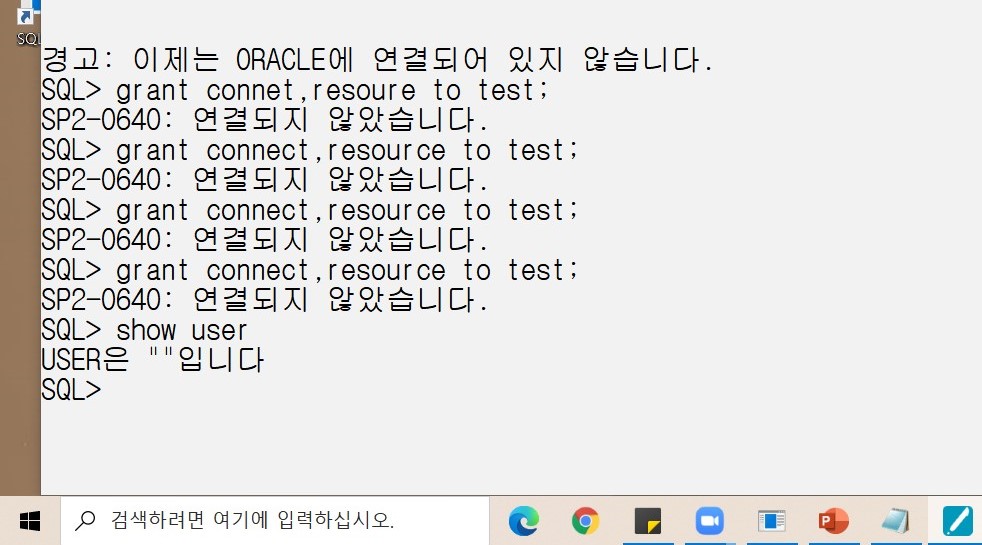 SQL
경고: 이제는 ORACLE에 연결되어 있지 않습니다.
SQL> grant connet,resoure to test;
SP2-0640: 연결되지 않았습니다.
SQL> grant connect,resource to test;
SP2-0640: 연결되지 않았습니다.
SQL> grant connect,resource to test;
SP2-0640: 연결되지 않았습니다.
SQL> grant connect,resource to test;
SP2-0640: 연결되지 않았습니다.
SQL> show user
USER은 ""입니다
SQL>
검색하려면 여기에 입력하십시오.